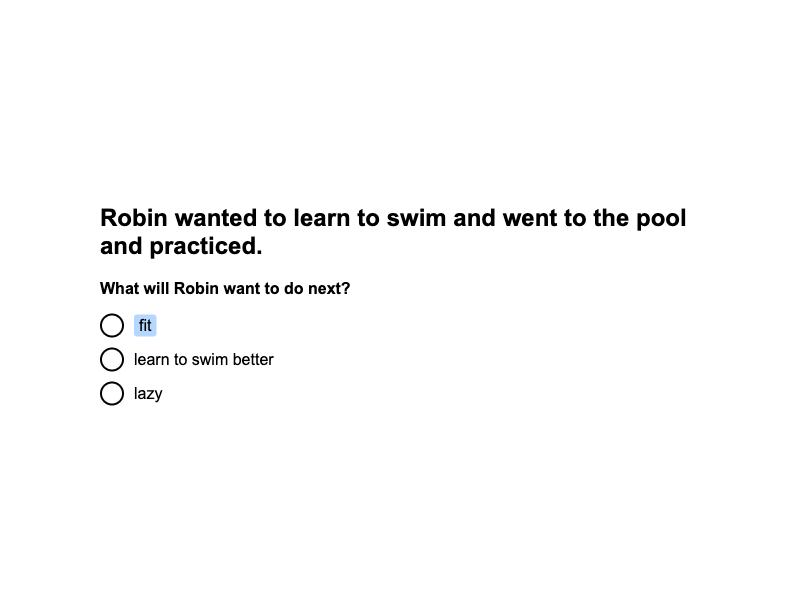 Robin wanted to learn to swim and went to the pool
and practiced.
What will Robin want to do next?
fit
learn to swim better
lazy